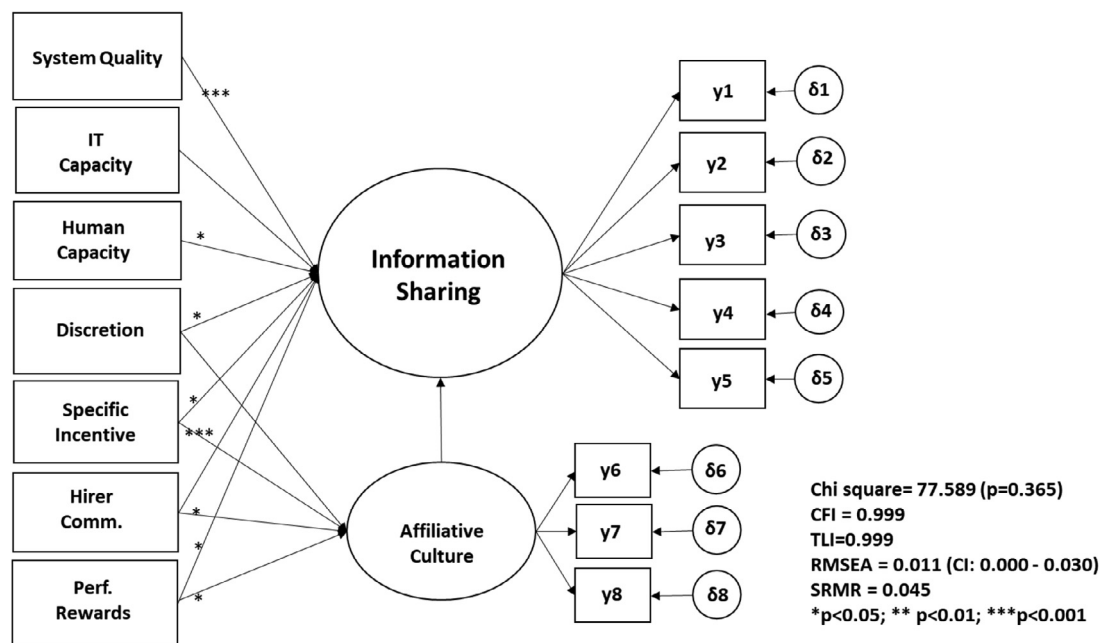 System Quality
IT
Capacity
Human
Capacity
Discretion
Specific
Incentive
Hirer
Comm.
Perf.
Rewards
***
*
*
*
***
*
*
*
Information
Sharing
Affiliative
Culture
y1
δ1
y2
δ2
y3
δ3
y4
δ4
y5
δ5
y6
δ6
y7
δ7
y8
δ8
Chi square= 77.589 (p=0.365)
CFI = 0.999
TLI=0.999
RMSEA = 0.011 (CI: 0.000 - 0.030)
SRMR = 0.045
*p<0.05; ** p<0.01; ***p<0.001